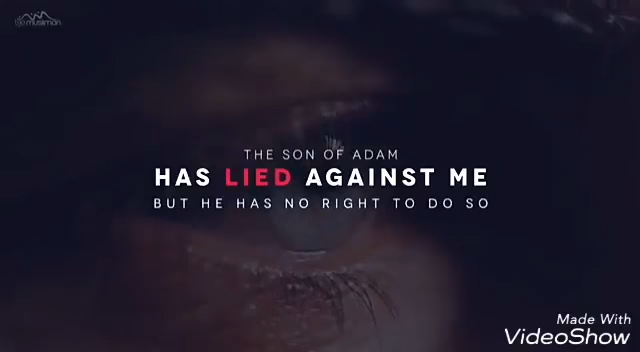 muslimon
THE SON OF ADAM
HAS LIED AGAINST ME
BUT HE HAS NO RIGHT TO DO SO
Made With
VideoShow